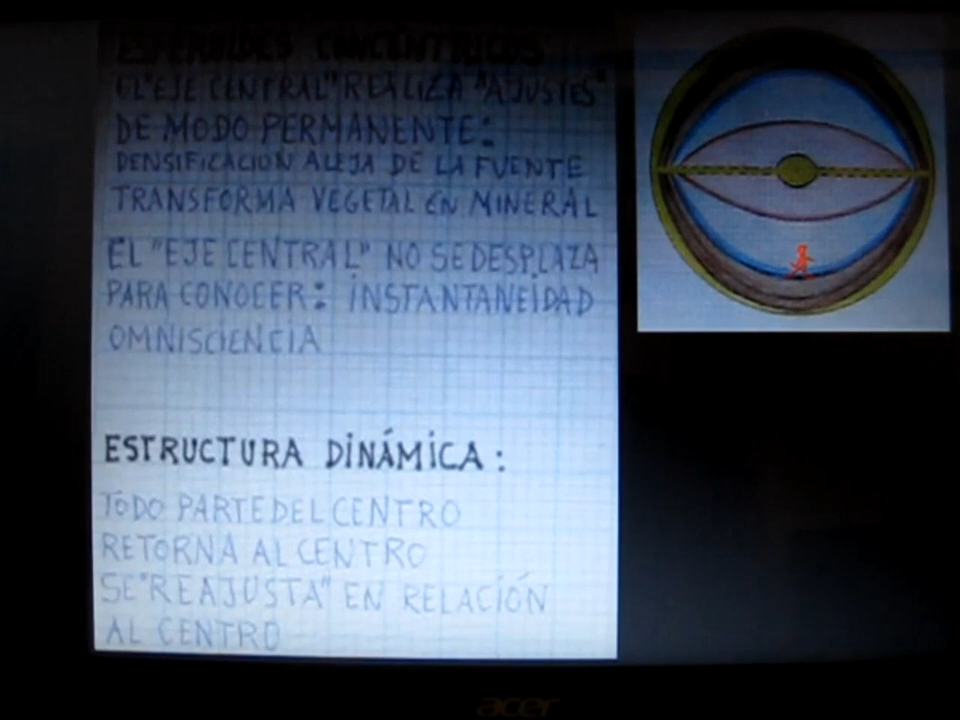 ESFEROIDES CONCÉNTRICOS
EL "EJE CENTRAL" REALIZA "AJUSTES"
DE MODO PERMANENTE:
DENSIFICACIÓN ALEJA DE LA FUENTE
TRANSFORMA VEGETAL EN MINERAL
EL "EJE CENTRAL" NO SE DESPLAZA
PARA CONOCER: INSTANTANEIDAD
OMNISCIENCIA
ESTRUCTURA DINÁMICA:
TODO PARTE DEL CENTRO
RETORNA AL CENTRO
SE "REAJUSTA" EN RELACIÓN
AL CENTRO
acer